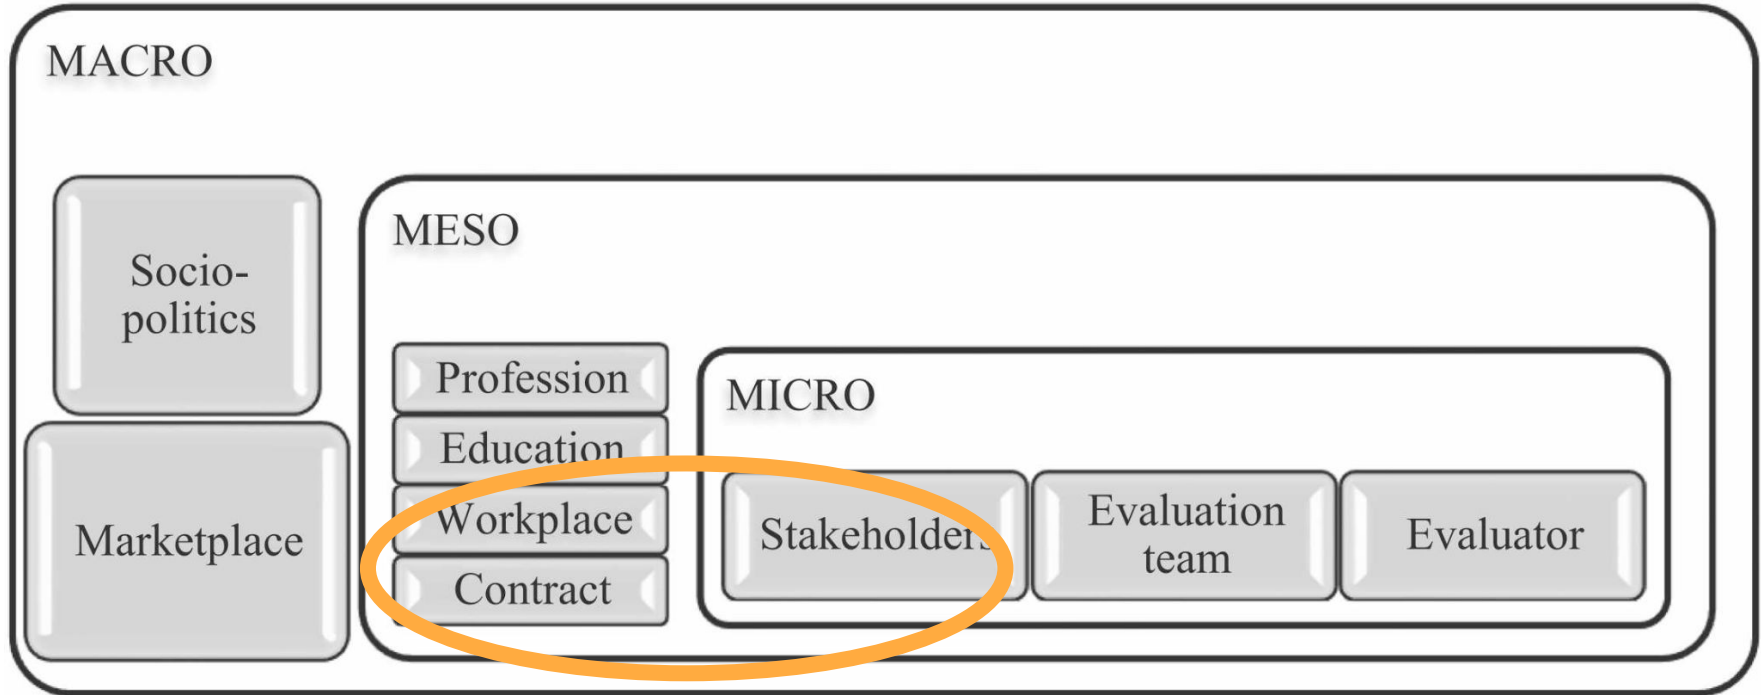 MACRO
Socio-
politics
Marketplace
MESO
Profession
Education
Workplace
Contract
MICRO
Stakeholders
Evaluation
team
Evaluator